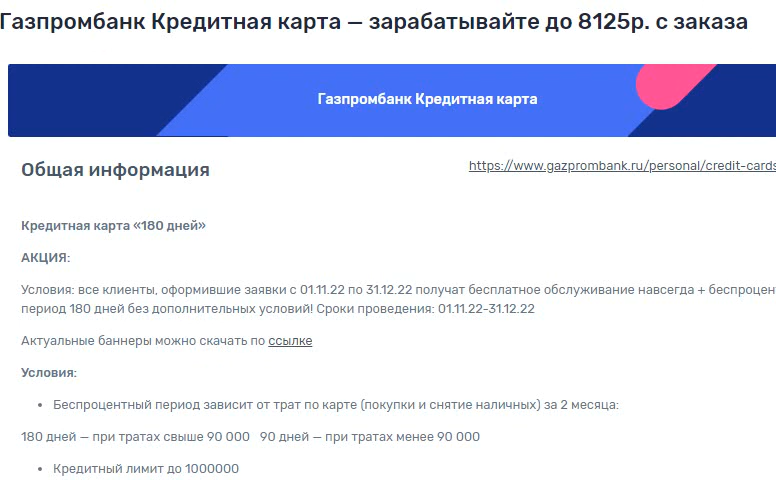 Газпромбанк Кредитная карта — зарабатывайте до 8125р. с заказа
Газпромбанк Кредитная карта
Общая информация
https://www.gazprombank.ru/personal/credit-cards
Кредитная карта «180 дней»
АКЦИЯ:
Условия: все клиенты, оформившие заявки с 01.11.22 по 31.12.22 получат бесплатное обслуживание навсегда +
период 180 дней без дополнительных условий! Сроки проведения: 01.11.22-31.12.22
Актуальные баннеры можно скачать по ссылке
Условия:
• Беспроцентный период зависит от трат по карте (покупки и снятие наличных) за 2 месяца:
180 дней — при тратах свыше 90 000 90 дней — при тратах менее 90 000
• Кредитный лимит до 1000000